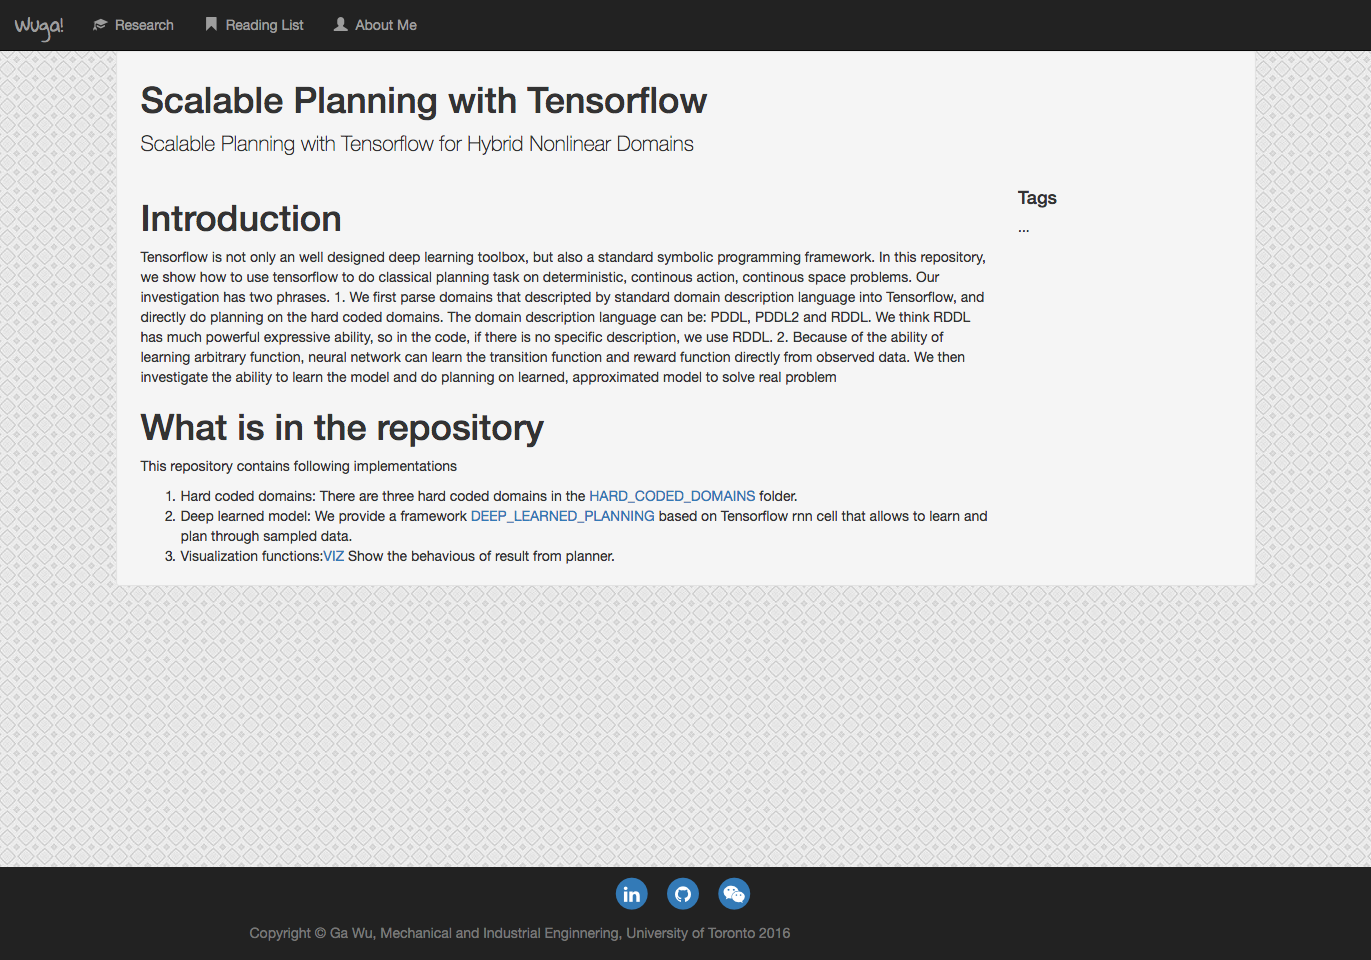 Wuga! Research Reading List About Me
Scalable Planning with Tensorflow
Scalable Planning with Tensorflow for Hybrid Nonlinear Domains
Tags
...
Introduction
Tensorflow is not only an well designed deep learning toolbox, but also a standard symbolic programming framework. In this repository,
we show how to use tensorflow to do classical planning task on deterministic, continous action, continous space problems. Our
investigation has two phrases. 1. We first parse domains that descripted by standard domain description language into Tensorflow, and
directly do planning on the hard coded domains. The domain description language can be: PDDL, PDDL2 and RDDL. We think RDDL
has much powerful expressive ability, so in the code, if there is no specific description, we use RDDL. 2. Because of the ability of
learning arbitrary function, neural network can learn the transition function and reward function directly from observed data. We then
investigate the ability to learn the model and do planning on learned, approximated model to solve real problem
What is in the repository
This repository contains following implementations
1. Hard coded domains: There are three hard coded domains in the HARD_CODED_DOMAINS folder.
2. Deep learned model: We provide a framework DEEP_LEARNED_PLANNING based on Tensorflow rnn cell that allows to learn and
plan through sampled data.
3. Visualization functions:VIZ Show the behavious of result from planner.
in
Copyright © Ga Wu, Mechanical and Industrial Enginnering, University of Toronto 2016